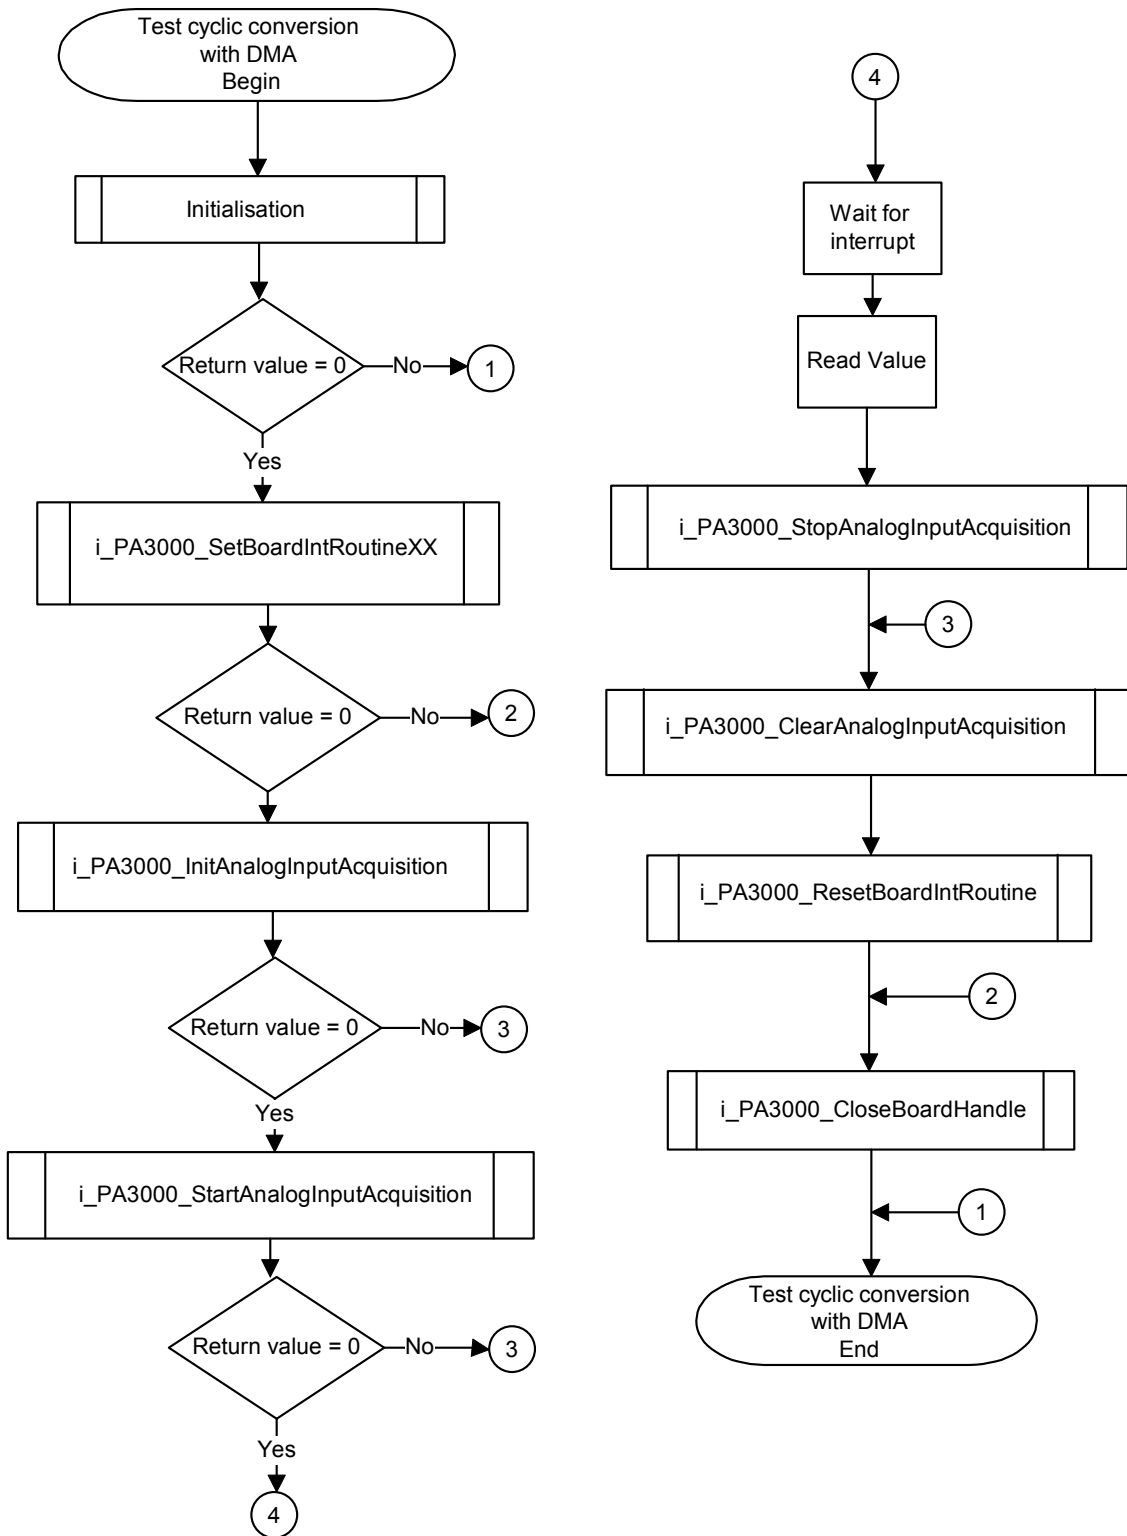 Test cyclic conversion
with DMA
Begin
Initialisation
Return value = 0
No
1
Yes
i_PA3000_SetBoardIntRoutineXX
Return value = 0
No
2
i_PA3000_InitAnalogInputAcquisition
Return value = 0
No
3
Yes
i_PA3000_StartAnalogInputAcquisition
Return value = 0
No
3
Yes
4
4
Wait for
interrupt
Read Value
i_PA3000_StopAnalogInputAcquisition
3
i_PA3000_ClearAnalogInputAcquisition
i_PA3000_ResetBoardIntRoutine
2
i_PA3000_CloseBoardHandle
1
Test cyclic conversion
with DMA
End